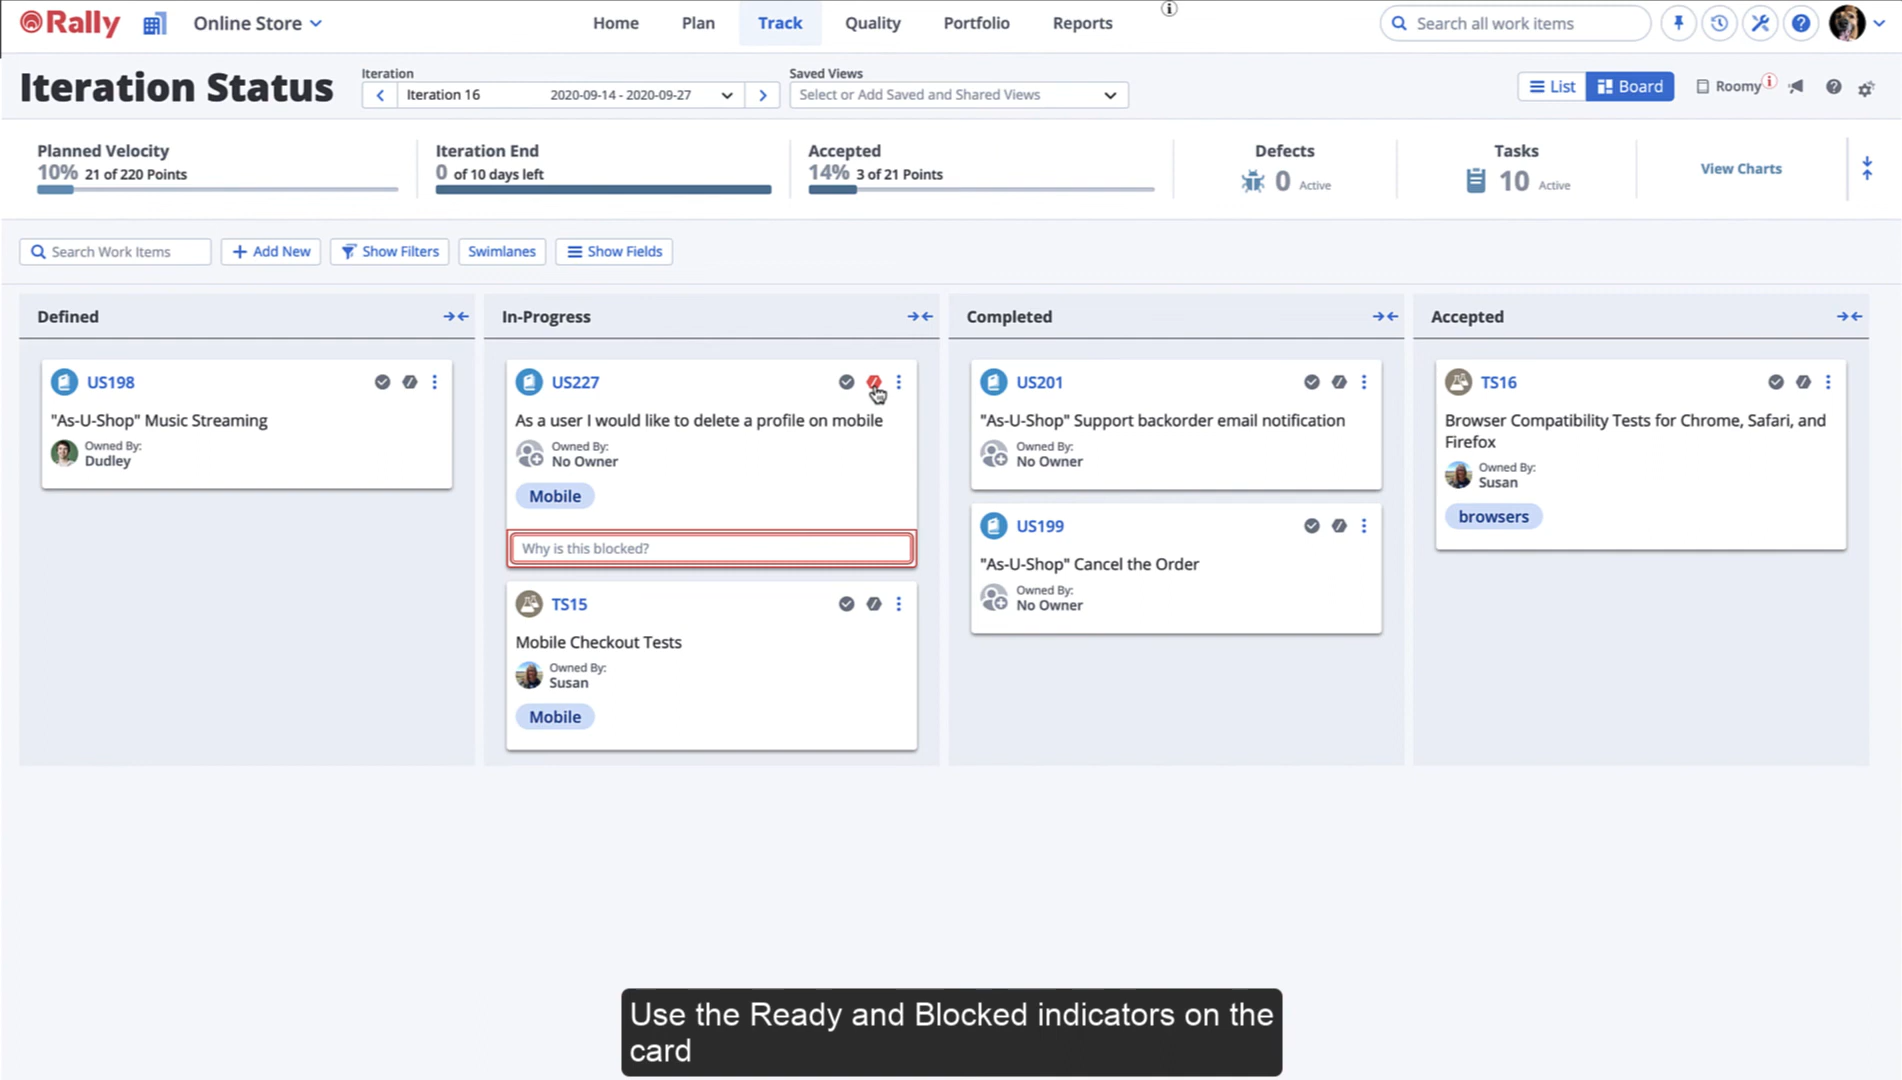 Rally
Online Store
Home
Plan
Track
Quality
Portfolio
Reports
Search all work items
Iteration Status
Iteration
Iteration 16 2020-09-14 - 2020-09-27
Saved Views
Select or Add Saved and Shared Views
List
Board
Roomy
Planned Velocity
10% 21 of 220 Points
Iteration End
0 of 10 days left
Accepted
14% 3 of 21 Points
Defects
0 Active
Tasks
10 Active
View Charts
Search Work Items
+ Add New
Show Filters
Swimlanes
Show Fields
Defined
US198
"As-U-Shop" Music Streaming
Owned By:
Dudley
In-Progress
US227
As a user I would like to delete a profile on mobile
Owned By:
No Owner
Mobile
Why is this blocked?
TS15
Mobile Checkout Tests
Owned By:
Susan
Mobile
Completed
US201
"As-U-Shop" Support backorder email notification
Owned By:
No Owner
US199
"As-U-Shop" Cancel the Order
Owned By:
No Owner
Accepted
TS16
Browser Compatibility Tests for Chrome, Safari, and
Firefox
Owned By:
Susan
browsers
Use the Ready and Blocked indicators on the
card